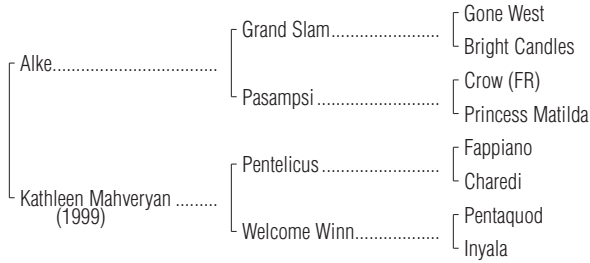 Gone West
Grand Slam....................
Bright Candles
Alke..............................
Crow (FR)
Pasampsi......................
Princess Matilda
Fappiano
Pentelicus.....................
Charedi
Kathleen Mahveryan ........
(1999)
Pentaquod
Welcome Winn................
Inyala